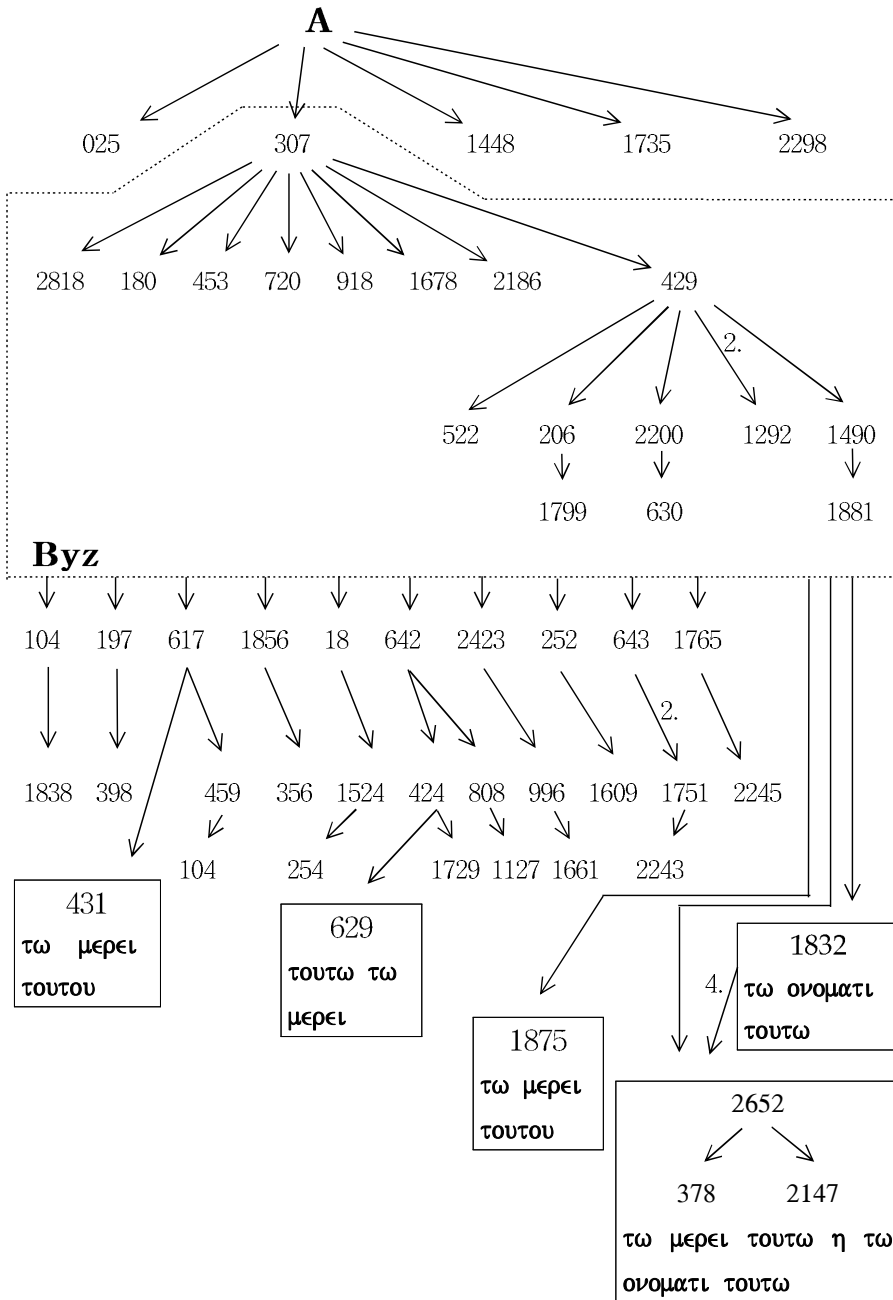 A
025 307 1448 1735 2298
2818 180 453 720 918 1678 2186 429
2.
522 206 2200 1292 1490
1799 630 1881
Byz
104 197 617 1856 18 642 2423 252 643 1765
2.
1838 398 459 356 1524 424 808 996 1609 1751 2245
104 254 1729 1127 1661 2243
431
τω μερει
τουτου
629
τουτω τω
μερει
1832
τω ονοματι
τουτω
4.
1875
τω μερει
τουτου
2652
378 2147
τω μερει τουτω η τω
ονοματι τουτω